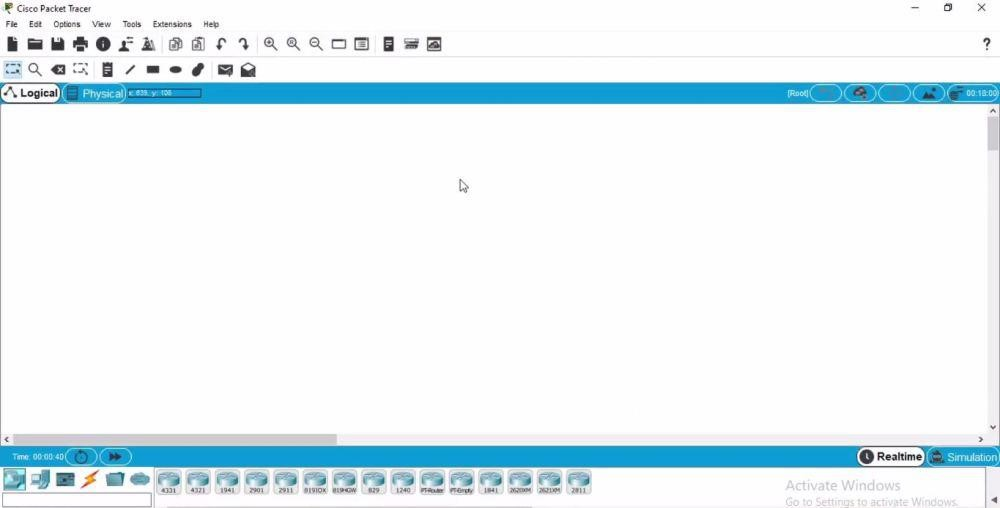 Cisco Packet Tracer
File Edit Options View Tools Extensions Help
?
Logical Physical x: 639, y: 108 [Root] 00:18:00
Time: 00:00:40 Realtime Simulation
4331 4321 1941 2901 2911 819IOX 819HGW 829 1240 PT-Router PT-Empty 1841 2620XM 2621XM 2811
Activate Windows
Go to Settings to activate Windows.